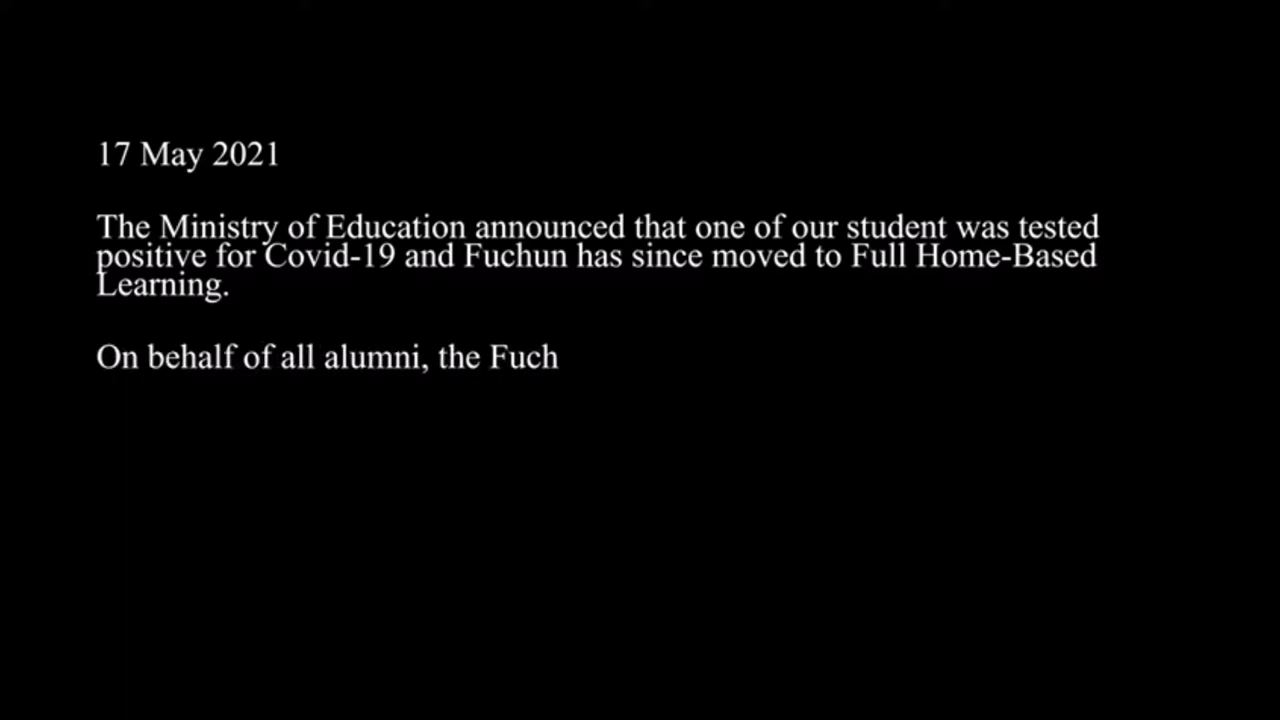 17 May 2021
The Ministry of Education announced that one of our student was tested
positive for Covid-19 and Fuchun has since moved to Full Home-Based
Learning.
On behalf of all alumni, the Fuch